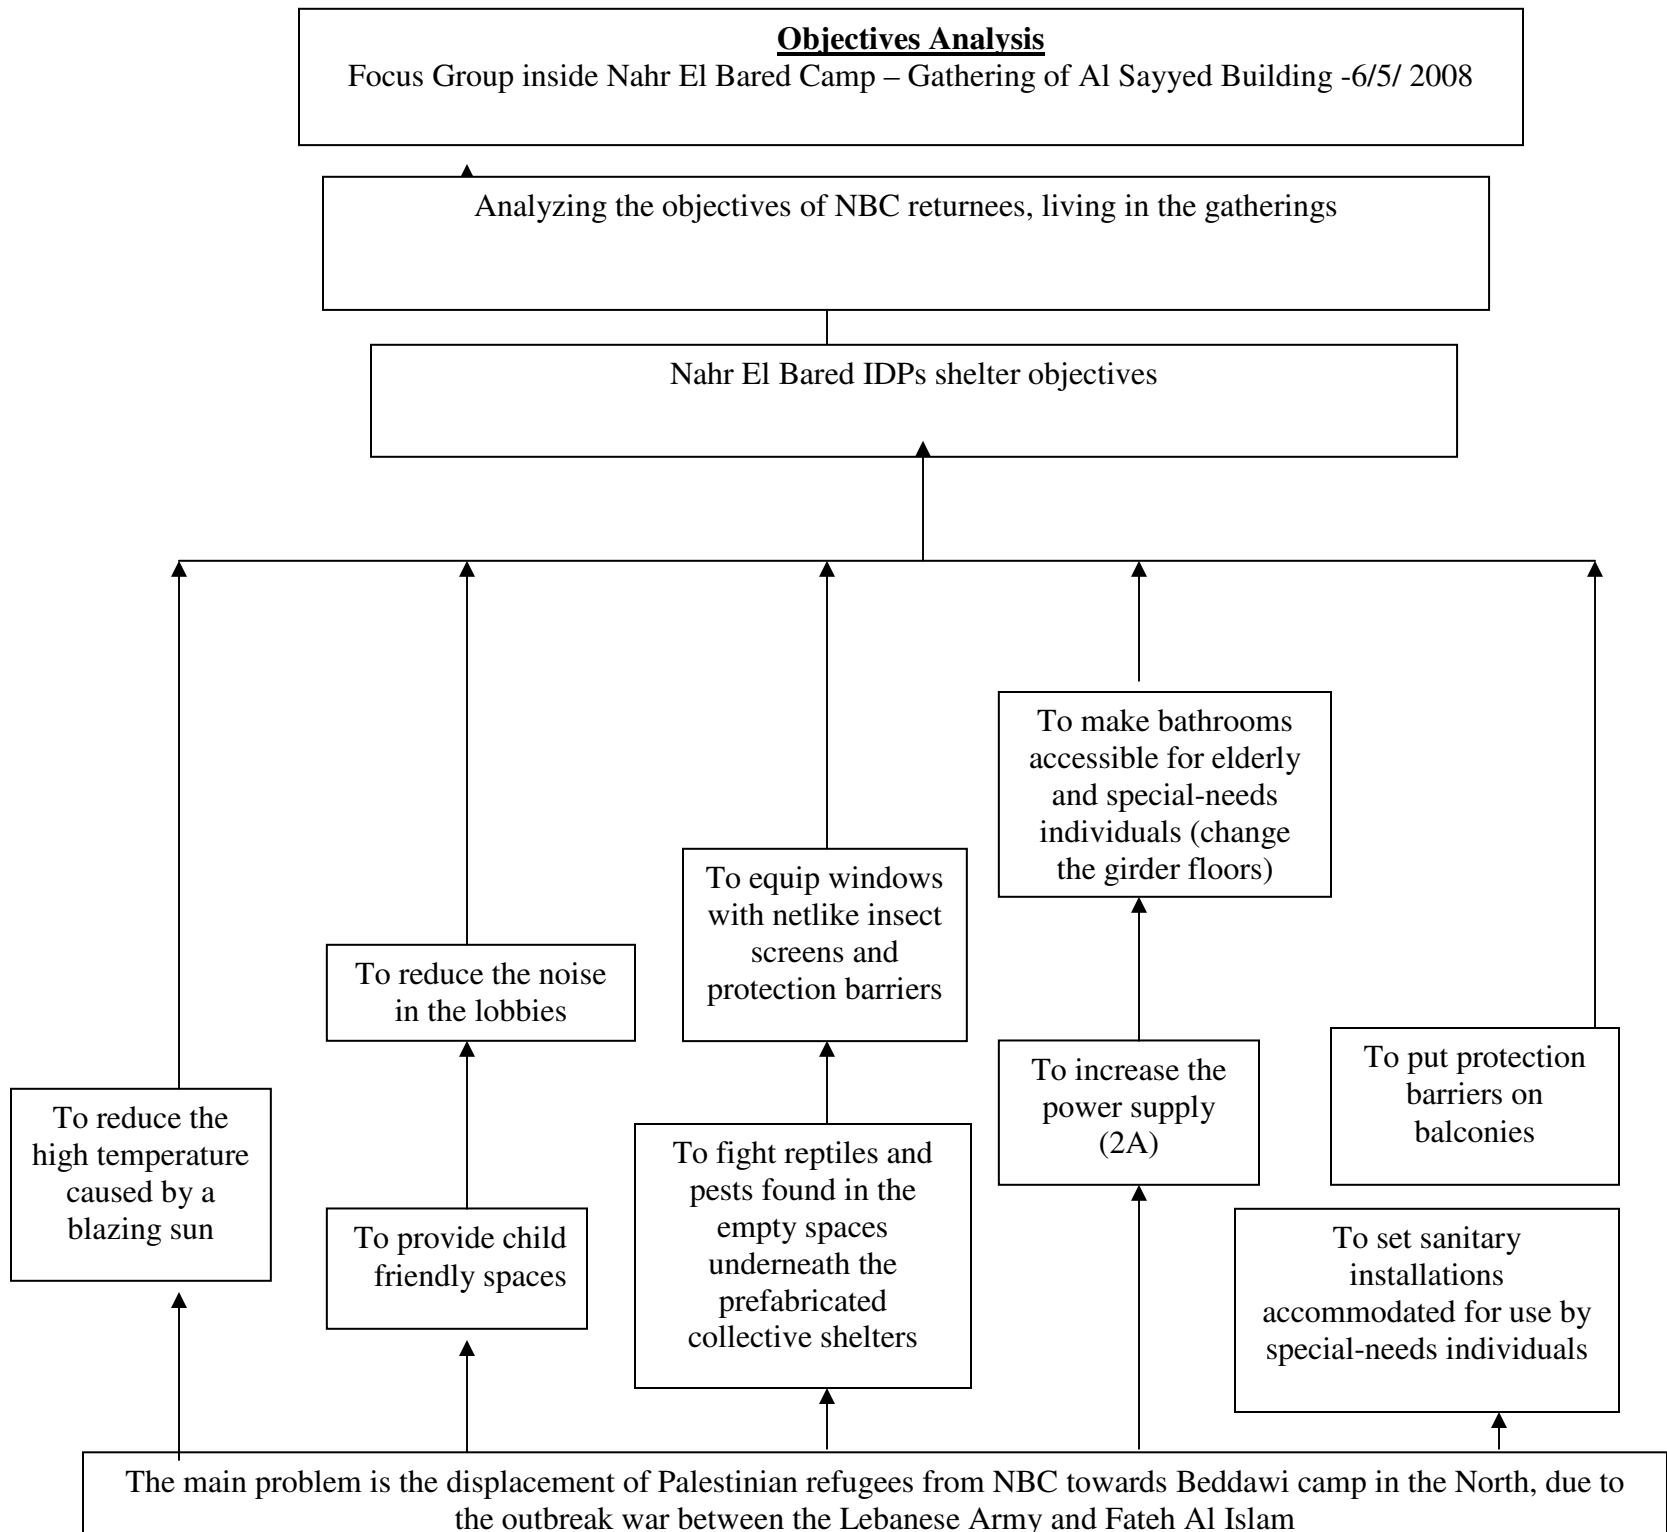 Objectives Analysis
Focus Group inside Nahr El Bared Camp – Gathering of Al Sayyed Building -6/5/ 2008
Analyzing the objectives of NBC returnees, living in the gatherings
Nahr El Bared IDPs shelter objectives
To make bathrooms
accessible for elderly
and special-needs
individuals (change
the girder floors)
To equip windows
with netlike insect
screens and
protection barriers
To reduce the noise
in the lobbies
To increase the
power supply
(2A)
To put protection
barriers on
balconies
To reduce the
high temperature
caused by a
blazing sun
To provide child
friendly spaces
To fight reptiles and
pests found in the
empty spaces
underneath the
prefabricated
collective shelters
To set sanitary
installations
accommodated for use by
special-needs individuals
The main problem is the displacement of Palestinian refugees from NBC towards Beddawi camp in the North, due to
the outbreak war between the Lebanese Army and Fateh Al Islam